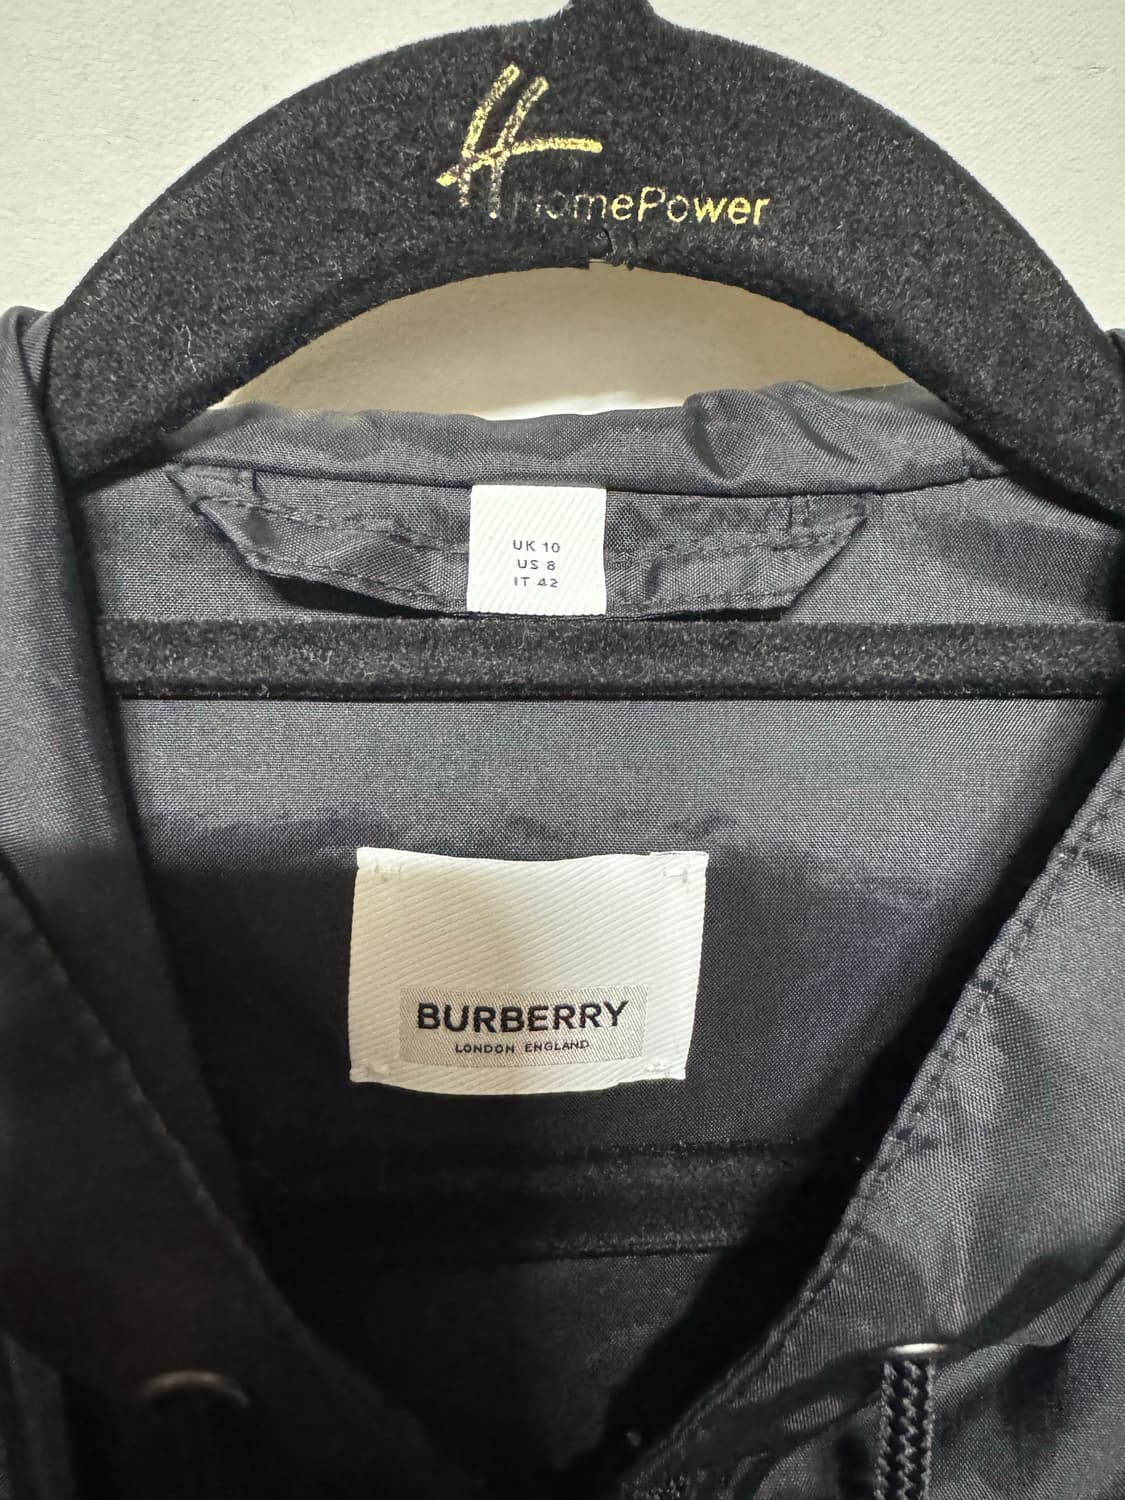 HomePower
UK 10
US 8
IT 42
BURBERRY
LONDON ENGLAND